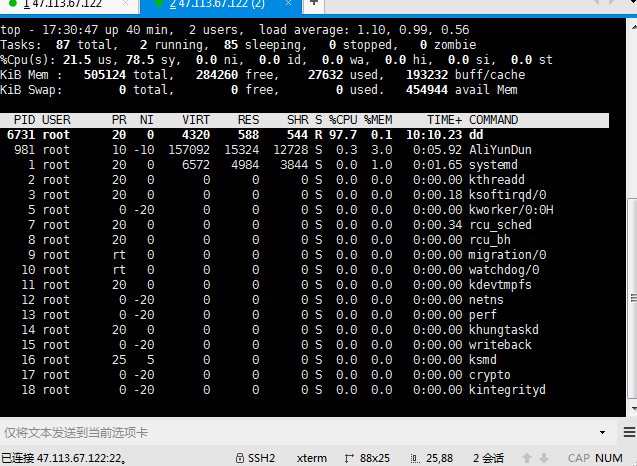 1 47.113.67.122 × 2 47.113.67.122 (2) × +
top - 17:30:47 up 40 min,  2 users,  load average: 1.10, 0.99, 0.56
Tasks:  87 total,   2 running,  85 sleeping,   0 stopped,   0 zombie
%Cpu(s): 21.5 us, 78.5 sy,  0.0 ni,  0.0 id,  0.0 wa,  0.0 hi,  0.0 si,  0.0 st
KiB Mem :   505124 total,   284260 free,    27632 used,   193232 buff/cache
KiB Swap:        0 total,        0 free,        0 used.   454944 avail Mem
PID USER      PR  NI    VIRT    RES    SHR S %CPU %MEM     TIME+ COMMAND
6731 root      20   0    4320    588    544 R 97.7  0.1  10:10.23 dd
981 root      10 -10  157092  15324  12728 S  0.3  3.0   0:05.92 AliYunDun
1 root      20   0    6572   4984   3844 S  0.0  1.0   0:01.65 systemd
2 root      20   0       0      0      0 S  0.0  0.0   0:00.00 kthreadd
3 root      20   0       0      0      0 S  0.0  0.0   0:00.18 ksoftirqd/0
5 root       0 -20       0      0      0 S  0.0  0.0   0:00.00 kworker/0:0H
7 root      20   0       0      0      0 S  0.0  0.0   0:00.34 rcu_sched
8 root      20   0       0      0      0 S  0.0  0.0   0:00.00 rcu_bh
9 root      rt   0       0      0      0 S  0.0  0.0   0:00.00 migration/0
10 root      rt   0       0      0      0 S  0.0  0.0   0:00.00 watchdog/0
11 root      20   0       0      0      0 S  0.0  0.0   0:00.00 kdevtmpfs
12 root       0 -20       0      0      0 S  0.0  0.0   0:00.00 netns
13 root       0 -20       0      0      0 S  0.0  0.0   0:00.00 perf
14 root      20   0       0      0      0 S  0.0  0.0   0:00.00 khungtaskd
15 root       0 -20       0      0      0 S  0.0  0.0   0:00.00 writeback
16 root      25   5       0      0      0 S  0.0  0.0   0:00.00 ksmd
17 root       0 -20       0      0      0 S  0.0  0.0   0:00.00 crypto
18 root       0 -20       0      0      0 S  0.0  0.0   0:00.00 kintegrityd
仅将文本发送到当前选项卡
已连接 47.113.67.122:22。 SSH2 xterm 88x25 25,88 2 会话 CAP NUM